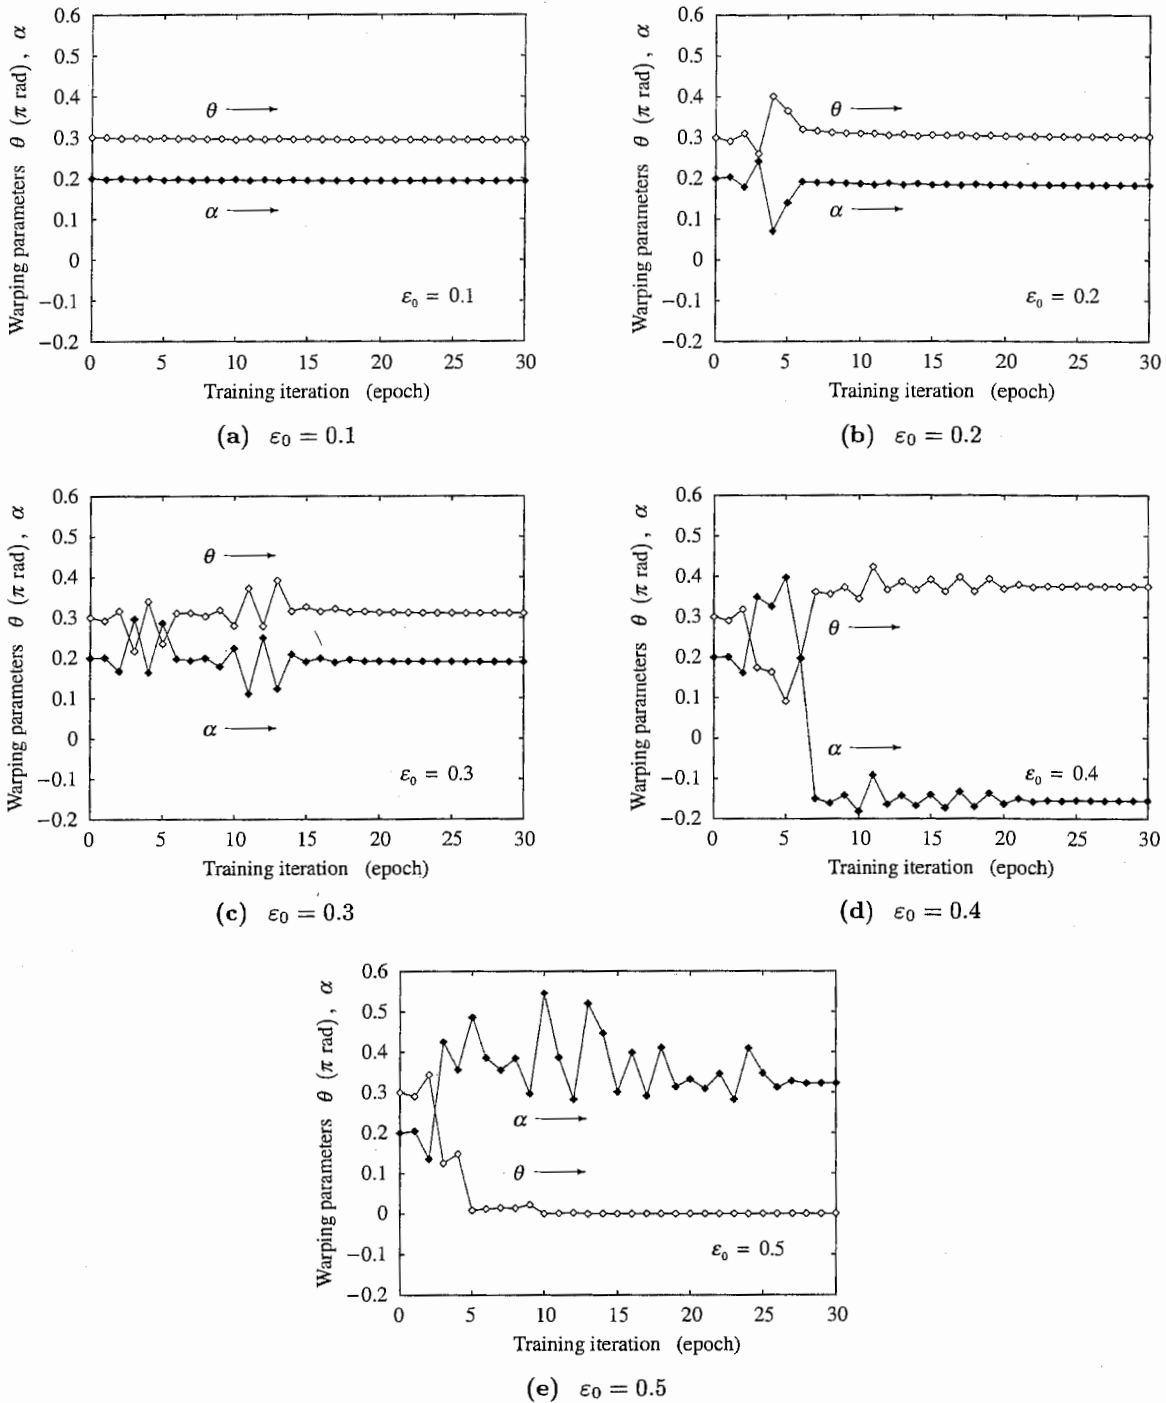 Warping parameters θ (π rad), α
0.6
0.5
0.4
0.3
0.2
0.1
0
−0.1
−0.2
θ
α
ε₀ = 0.1
0 5 10 15 20 25 30
Training iteration (epoch)
(a) ε₀ = 0.1
Warping parameters θ (π rad), α
0.6
0.5
0.4
0.3
0.2
0.1
0
−0.1
−0.2
θ
α
ε₀ = 0.2
0 5 10 15 20 25 30
Training iteration (epoch)
(b) ε₀ = 0.2
Warping parameters θ (π rad), α
0.6
0.5
0.4
0.3
0.2
0.1
0
−0.1
−0.2
θ
α
ε₀ = 0.3
0 5 10 15 20 25 30
Training iteration (epoch)
(c) ε₀ = 0.3
Warping parameters θ (π rad), α
0.6
0.5
0.4
0.3
0.2
0.1
0
−0.1
−0.2
θ
α
ε₀ = 0.4
0 5 10 15 20 25 30
Training iteration (epoch)
(d) ε₀ = 0.4
Warping parameters θ (π rad), α
0.6
0.5
0.4
0.3
0.2
0.1
0
−0.1
−0.2
α
θ
ε₀ = 0.5
0 5 10 15 20 25 30
Training iteration (epoch)
(e) ε₀ = 0.5